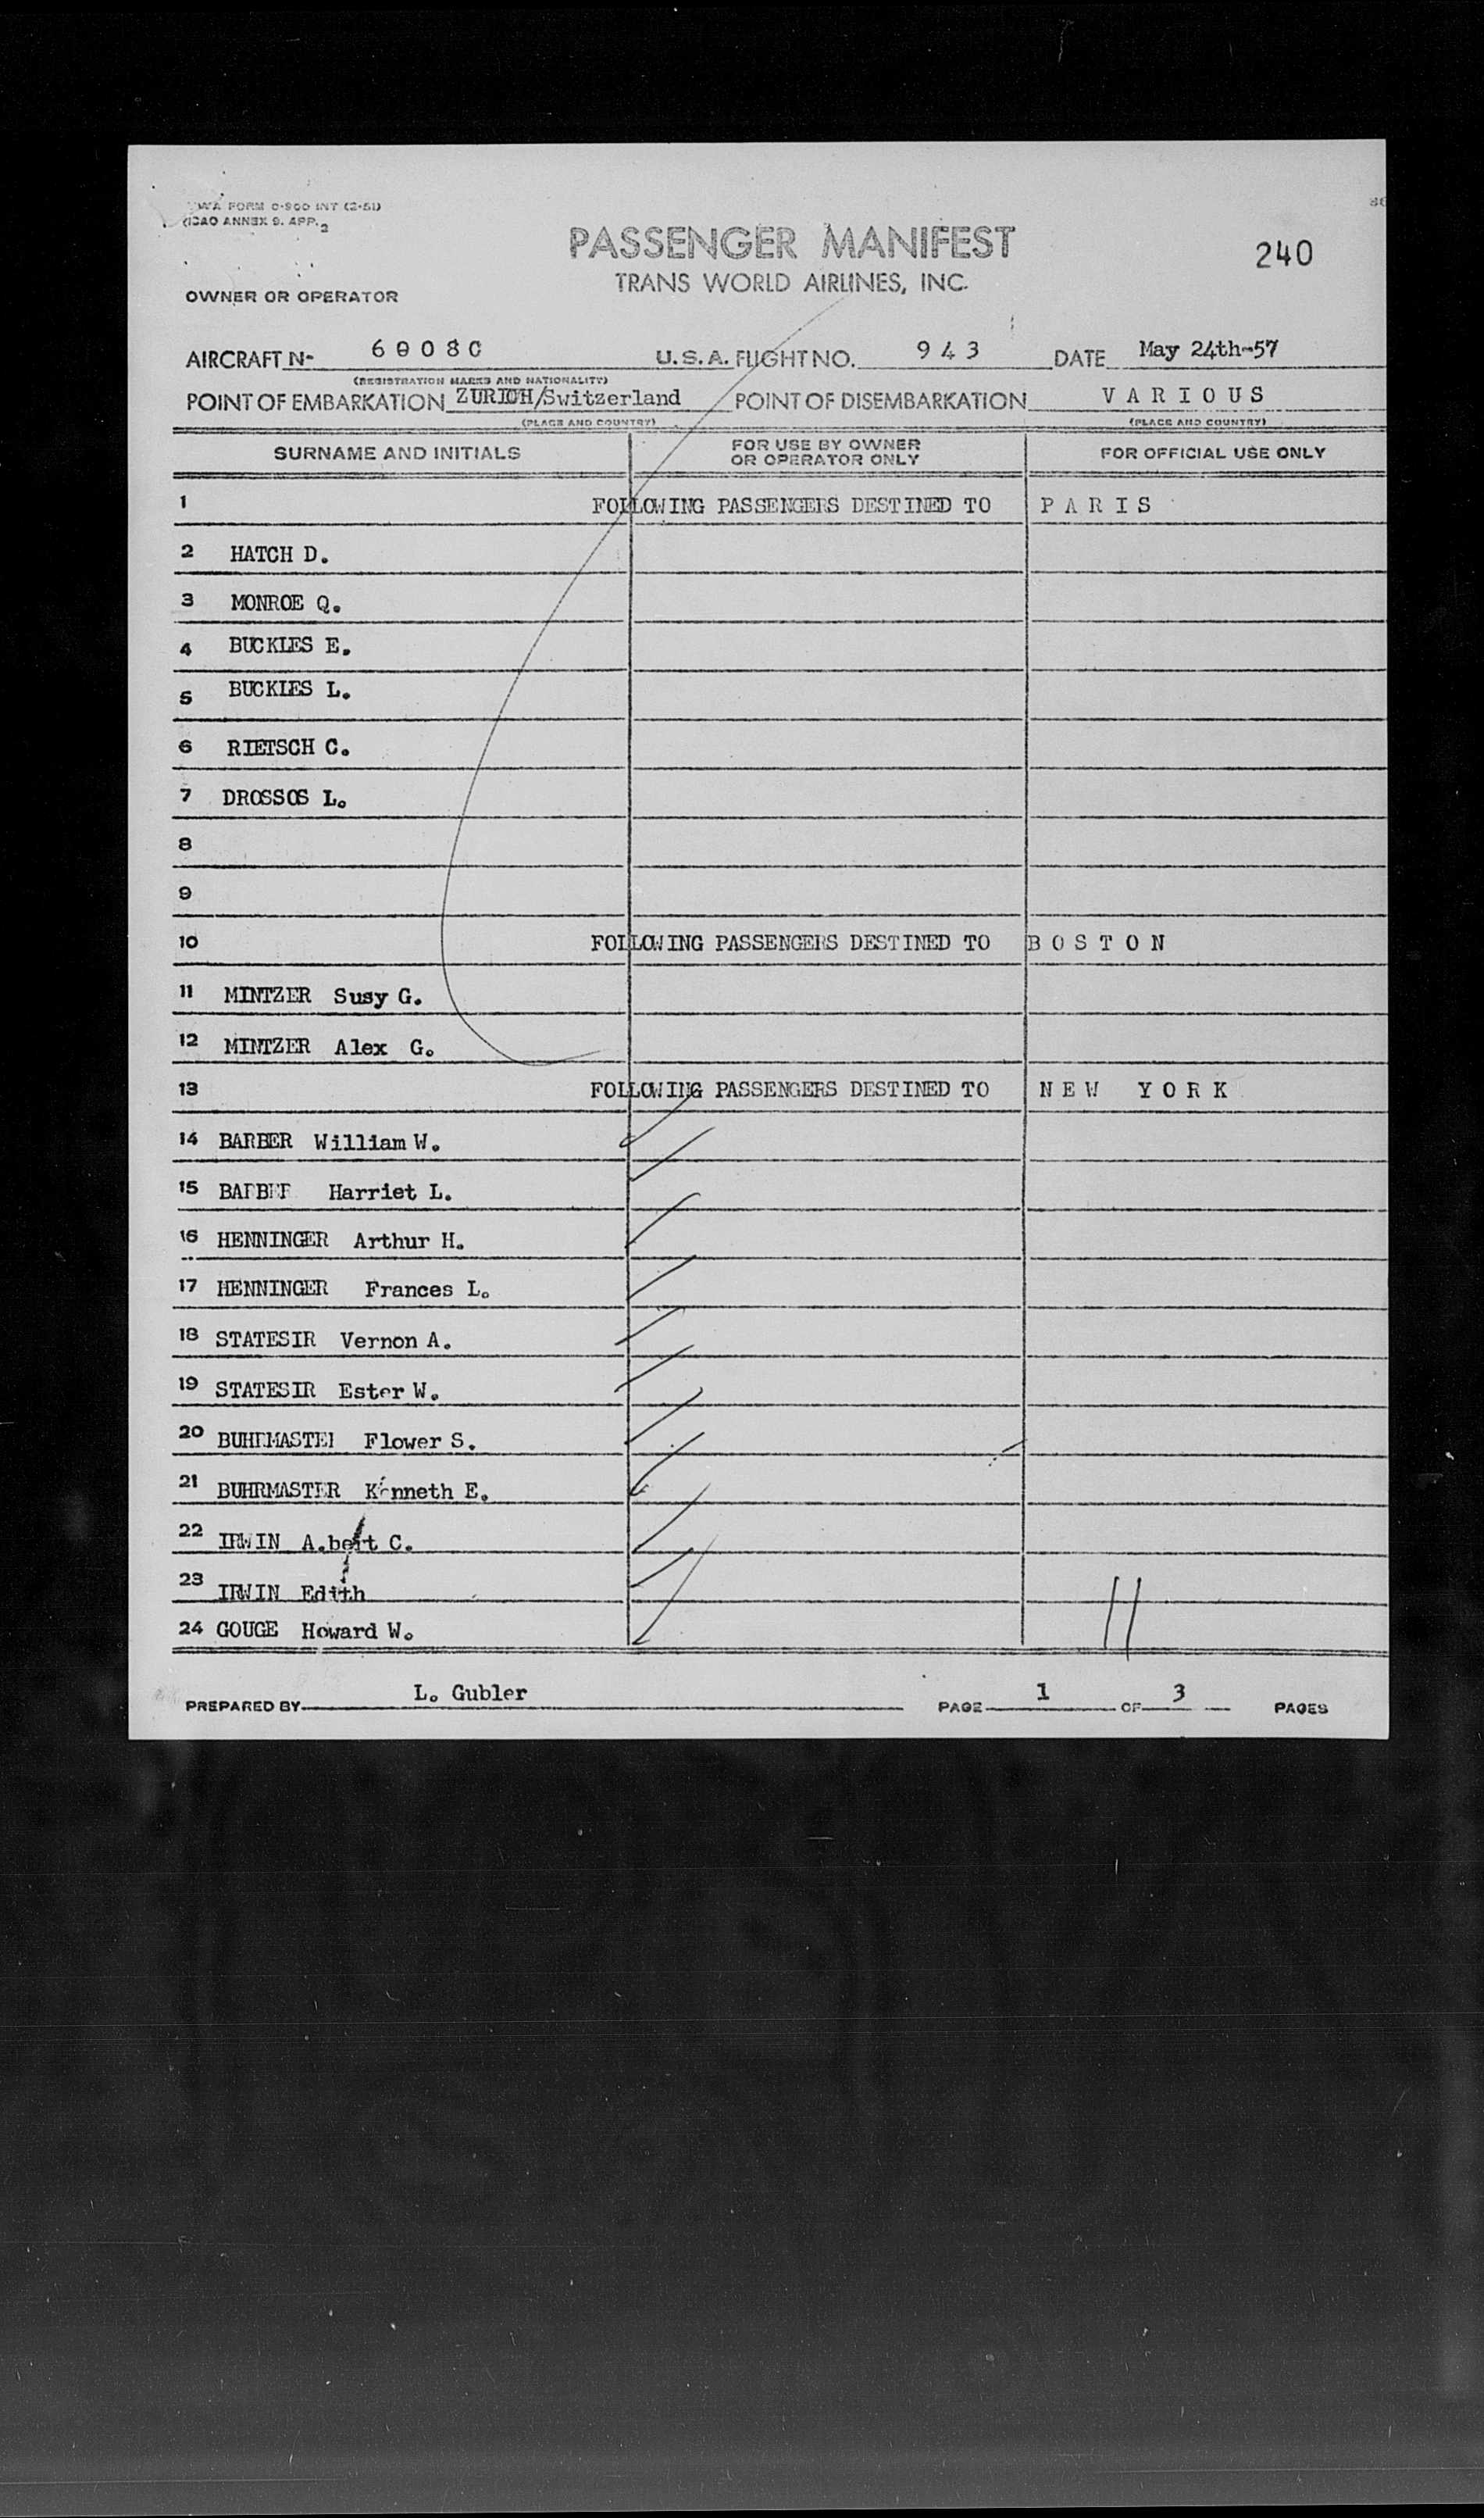 TWA FORM O-900 INT (2-51)
(ICAO ANNEX 9. APP. 2
PASSENGER MANIFEST
240
TRANS WORLD AIRLINES, INC.
OWNER OR OPERATOR
AIRCRAFT N- U.S.A. FLIGHT NO. 943 DATE May 24th-57
(REGISTRATION MARKS AND NATIONALITY)
POINT OF EMBARKATION ZURICH/Switzerland POINT OF DISEMBARKATION VARIOUS
(PLACE AND COUNTRY) (PLACE AND COUNTRY)
SURNAME AND INITIALS FOR USE BY OWNER OR OPERATOR ONLY FOR OFFICIAL USE ONLY
1 FOLLOWING PASSENGERS DESTINED TO PARIS
2 HATCH D.
3 MONROE Q.
4 BUCKLES E.
5 BUCKLES L.
6 RIETSCH C.
7 DROSSOS L.
8
9
10 FOLLOWING PASSENGERS DESTINED TO BOSTON
11 MINTZER Susy G.
12 MINTZER Alex G.
13 FOLLOWING PASSENGERS DESTINED TO NEW YORK
14 BARBER William W.
15 BARBER Harriet L.
16 HENNINGER Arthur H.
17 HENNINGER Frances L.
18 STATESIR Vernon A.
19 STATESIR Ester W.
20 BUHRMASTER Flower S.
21 BUHRMASTER Kenneth E.
22 IRWIN Albert C.
23 IRWIN Edith
24 GOUGE Howard W.
11
PREPARED BY L. Gubler PAGE 1 OF 3 PAGES